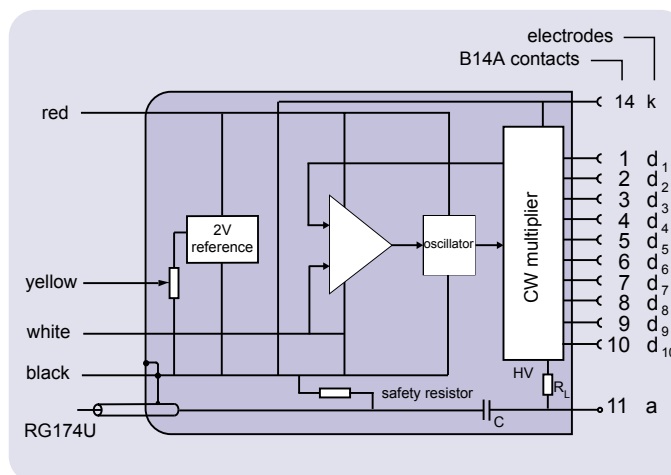 electrodes
B14A contacts
14 k
red
1 d1
2 d2
2V
reference
3 d3
4 d4
oscillator
CW multiplier
5 d5
6 d6
yellow
7 d7
8 d8
white
9 d9
10 d10
black
HV
RL
safety resistor
C
11 a
RG174U